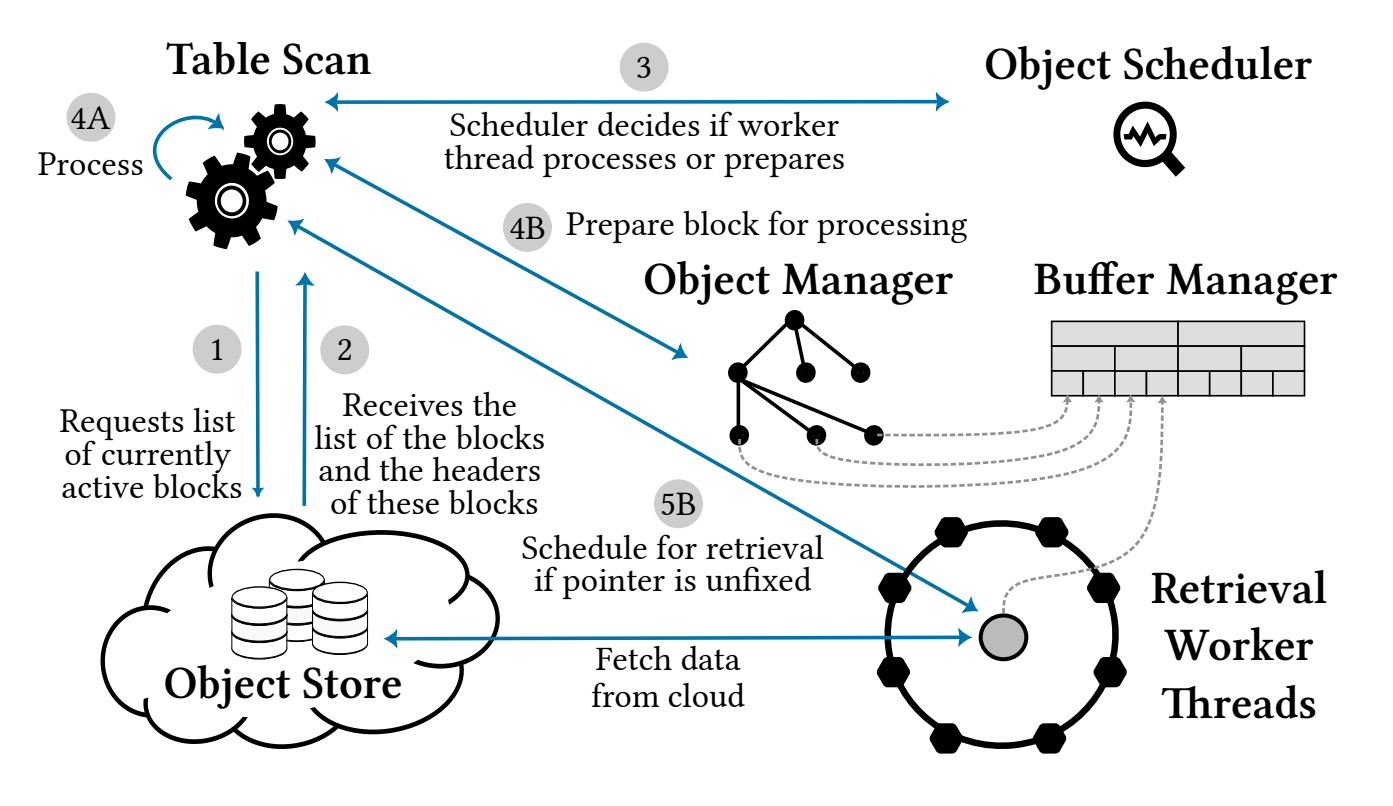 Table Scan
3
Object Scheduler
4A
Process
Scheduler decides if worker
thread processes or prepares
4B
Prepare block for processing
Object Manager
Buffer Manager
1
2
Requests list
of currently
active blocks
Receives the
list of the blocks
and the headers
of these blocks
5B
Schedule for retrieval
if pointer is unfixed
Retrieval
Worker
Threads
Object Store
Fetch data
from cloud